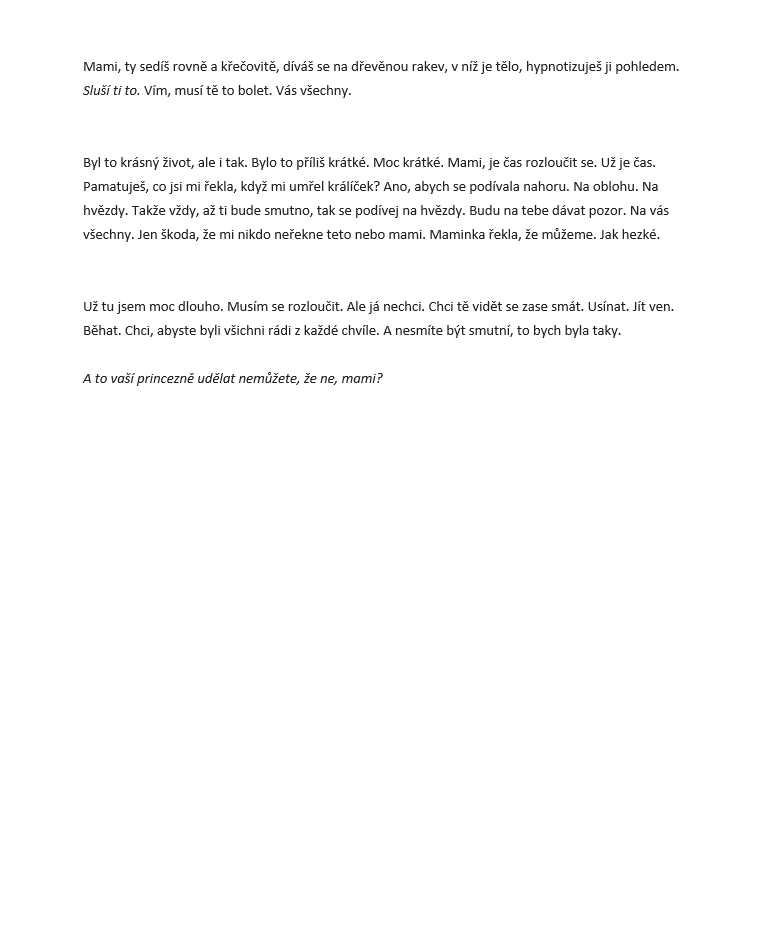 Mami, ty sedíš rovně a křečovitě, díváš se na dřevěnou rakev, v níž je tělo, hypnotizuješ ji pohledem.
Sluší ti to. Vím, musí tě to bolet. Vás všechny.
Byl to krásný život, ale i tak. Bylo to příliš krátké. Moc krátké. Mami, je čas rozloučit se. Už je čas.
Pamatuješ, co jsi mi řekla, když mi umřel králíček? Ano, abych se podívala nahoru. Na oblohu. Na
hvězdy. Takže vždy, až ti bude smutno, tak se podívej na hvězdy. Budu na tebe dávat pozor. Na vás
všechny. Jen škoda, že mi nikdo neřekne teto nebo mami. Maminka řekla, že můžeme. Jak hezké.
Už tu jsem moc dlouho. Musím se rozloučit. Ale já nechci. Chci tě vidět se zase smát. Usínat. Jít ven.
Běhat. Chci, abyste byli všichni rádi z každé chvíle. A nesmíte být smutní, to bych byla taky.
A to vaší princezně udělat nemůžete, že ne, mami?